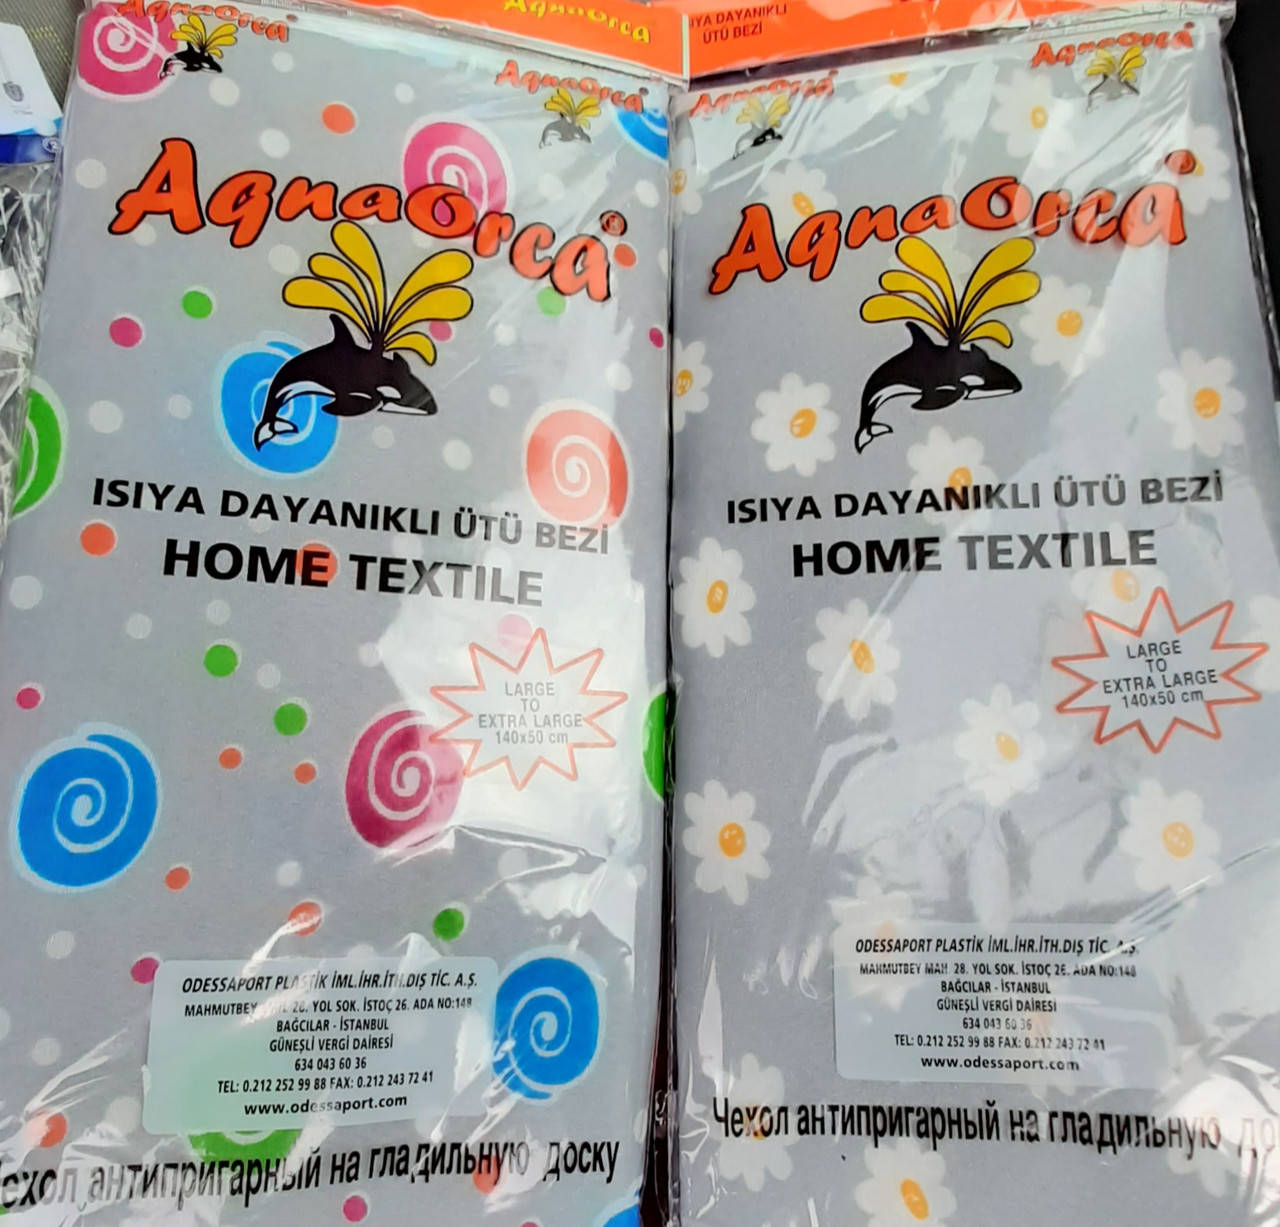 AquaOrca
AquaOrca
AquaOrca
AquaOrca®
ISIYA DAYANIKLI ÜTÜ BEZİ
HOME TEXTILE
LARGE
TO
EXTRA LARGE
140x50 cm
ODESSAPORT PLASTİK İML.İHR.İTH.DIŞ TİC. A.Ş.
MAHMUTBEY 28. YOL SOK. İSTOÇ 26. ADA NO:148
BAĞCILAR - İSTANBUL
GÜNEŞLİ VERGİ DAİRESİ
634 043 60 36
TEL: 0.212 252 99 88 FAX: 0.212 243 72 41
www.odessaport.com
Чехол антипригарный на гладильную доску
ISIYA DAYANIKLI
ÜTÜ BEZİ
AquaOrca
AquaOrca
AquaOrca®
ISIYA DAYANIKLI ÜTÜ BEZİ
HOME TEXTILE
LARGE
TO
EXTRA LARGE
140x50 cm
ODESSAPORT PLASTİK İML.İHR.İTH.DIŞ TİC. A.Ş.
MAHMUTBEY MAH. 28. YOL SOK. İSTOÇ 26. ADA NO:148
BAĞCILAR - İSTANBUL
GÜNEŞLİ VERGİ DAİRESİ
634 043 60 36
TEL: 0.212 252 99 88 FAX: 0.212 243 72 41
www.odessaport.com
Чехол антипригарный на гладильную до